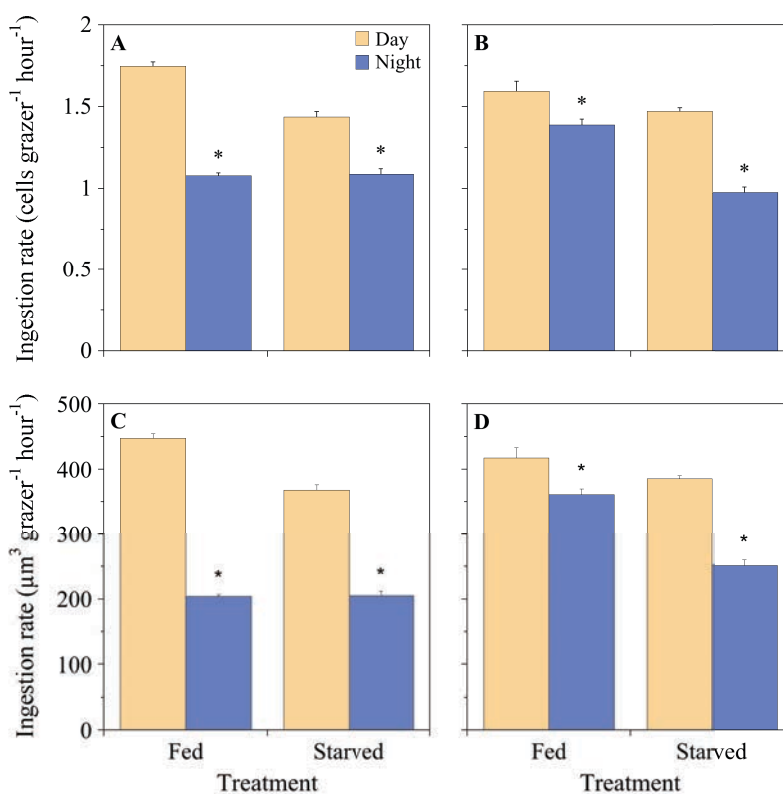 A
Day
Night
B
2
1.5
1
0.5
0
Ingestion rate (cells grazer⁻¹ hour⁻¹)
*
*
*
*
C
D
500
400
300
200
100
0
Ingestion rate (μm³ grazer⁻¹ hour⁻¹)
*
*
*
*
Fed
Starved
Fed
Starved
Treatment
Treatment